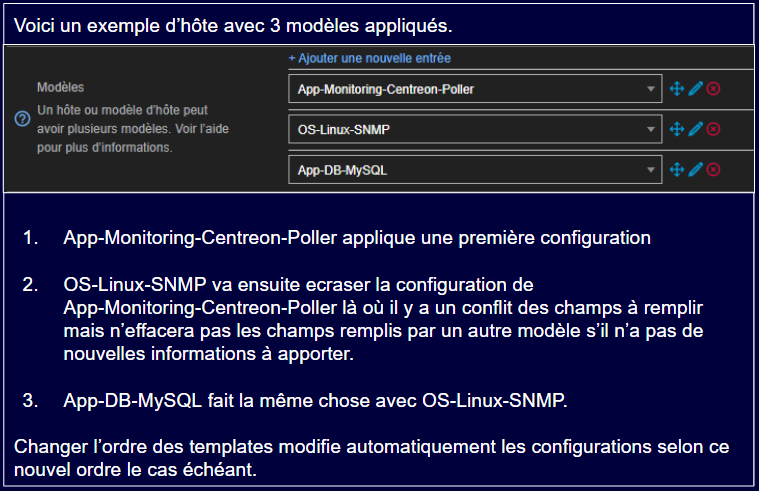 Voici un exemple d’hôte avec 3 modèles appliqués.
+ Ajouter une nouvelle entrée
Modèles
Un hôte ou modèle d'hôte peut
avoir plusieurs modèles. Voir l'aide
pour plus d'informations.
App-Monitoring-Centreon-Poller
OS-Linux-SNMP
App-DB-MySQL
1. App-Monitoring-Centreon-Poller applique une première configuration
2. OS-Linux-SNMP va ensuite ecraser la configuration de
App-Monitoring-Centreon-Poller là où il y a un conflit des champs à remplir
mais n’effacera pas les champs remplis par un autre modèle s’il n’a pas de
nouvelles informations à apporter.
3. App-DB-MySQL fait la même chose avec OS-Linux-SNMP.
Changer l’ordre des templates modifie automatiquement les configurations selon ce
nouvel ordre le cas échéant.